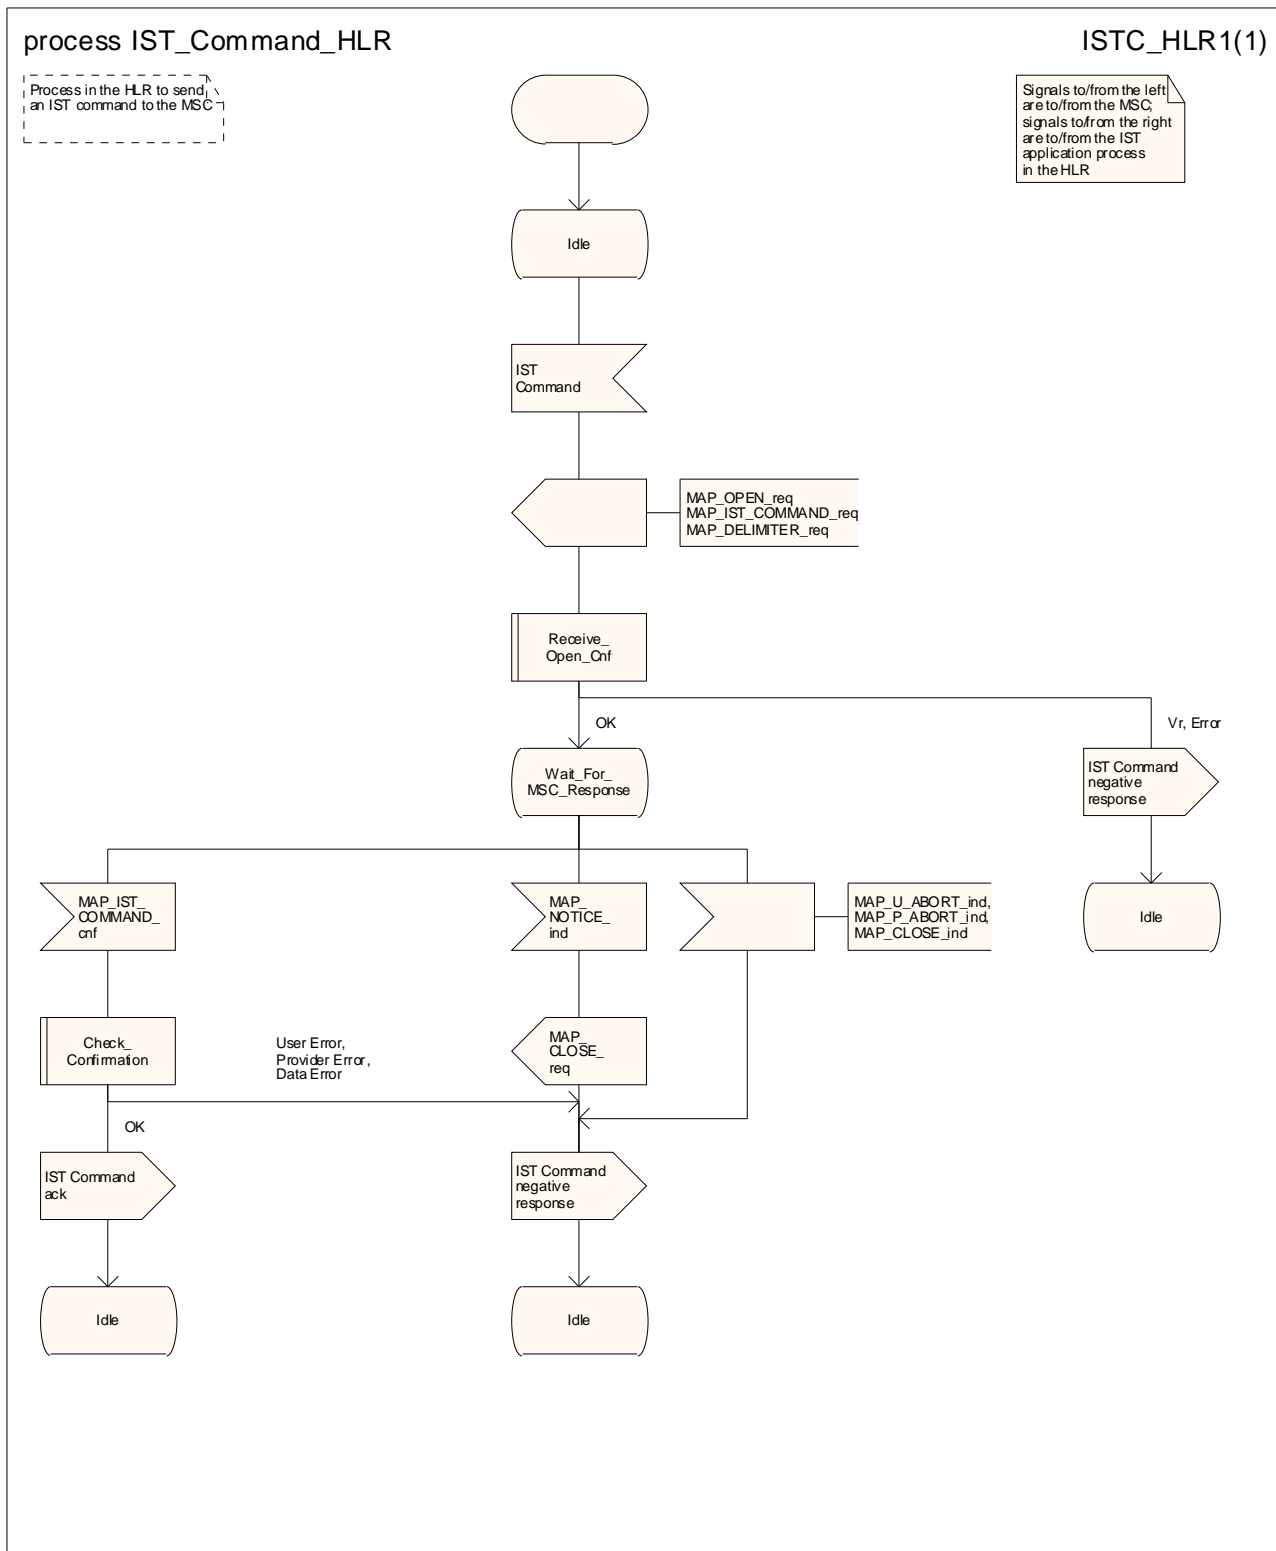 process IST_Command_HLR
ISTC_HLR1(1)
Process in the HLR to send
an IST command to the MSC
Signals to/from the left
are to/from the MSC;
signals to/from the right
are to/from the IST
application process
in the HLR
Idle
IST
Command
MAP_OPEN_req
MAP_IST_COMMAND_req
MAP_DELIMITER_req
Receive_
Open_Cnf
OK
Vr, Error
Wait_For_
MSC_Response
IST Command
negative
response
MAP_IST_
COMMAND_
cnf
MAP_
NOTICE_
ind
MAP_U_ABORT_ind,
MAP_P_ABORT_ind,
MAP_CLOSE_ind
Idle
Check_
Confirmation
User Error,
Provider Error,
Data Error
MAP_
CLOSE_
req
OK
IST Command
ack
IST Command
negative
response
Idle
Idle